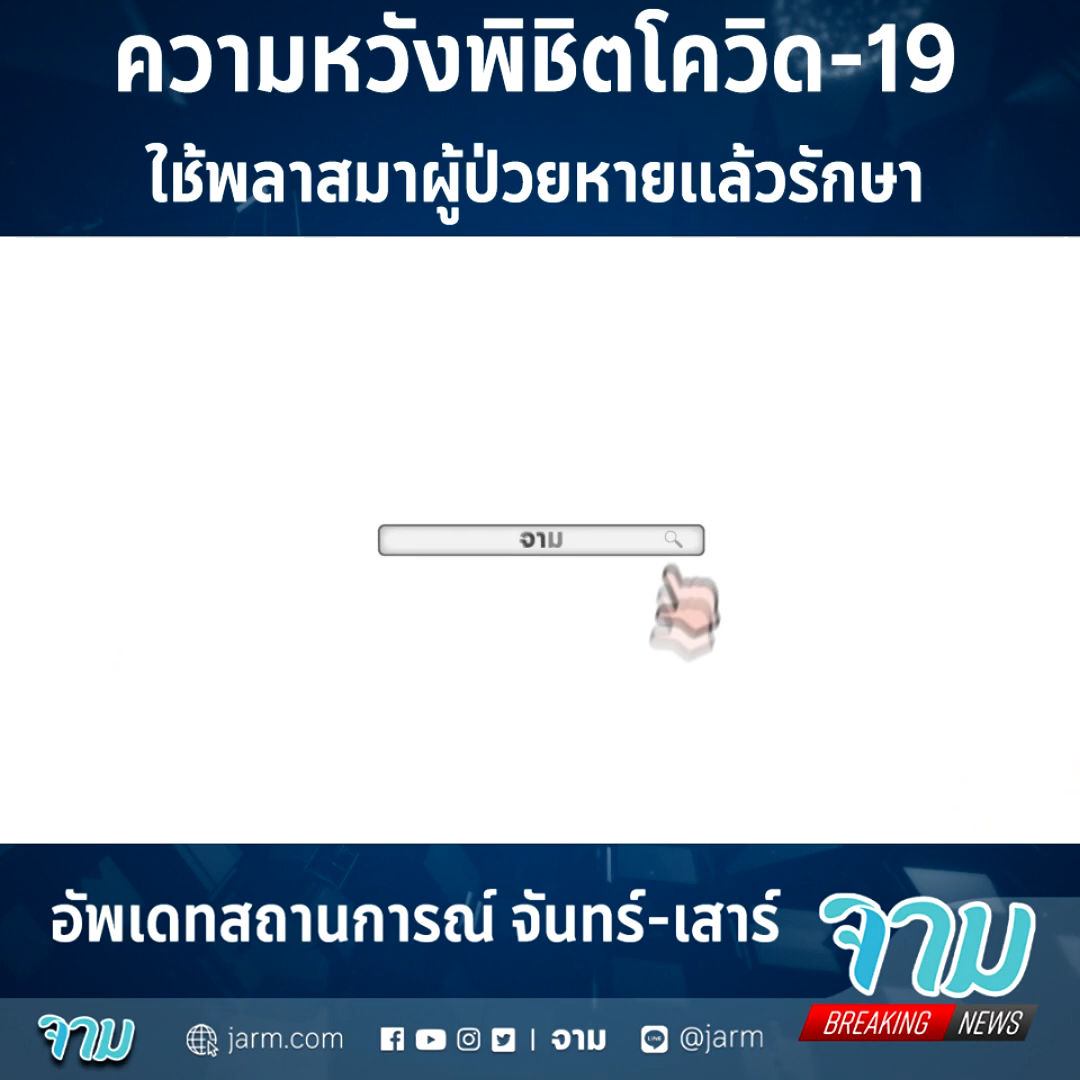 ความหวังพิชิตโควิด-19
ใช้พลาสมาผู้ป่วยหายแล้วรักษา
จาม
อัพเดทสถานการณ์ จันทร์-เสาร์
จาม
BREAKING NEWS
จาม jarm.com | จาม LINE @jarm